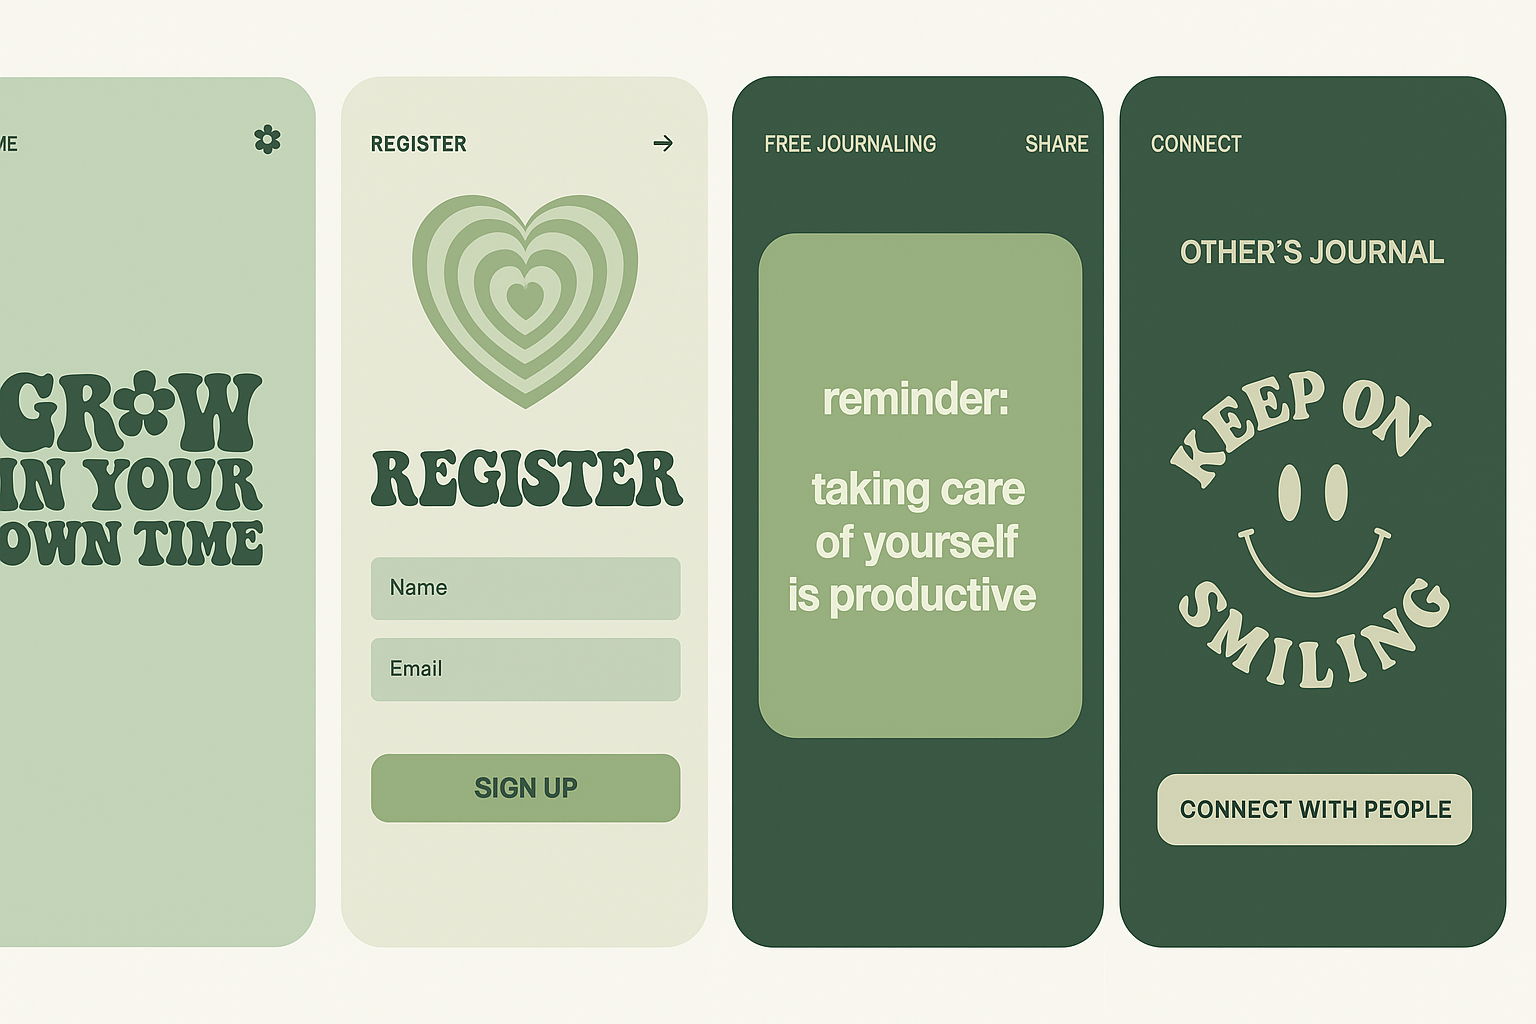 ME
GROW
IN YOUR
OWN TIME
REGISTER →
REGISTER
Name
Email
SIGN UP
FREE JOURNALING SHARE
reminder:
taking care
of yourself
is productive
CONNECT
OTHER’S JOURNAL
KEEP ON
SMILING
CONNECT WITH PEOPLE